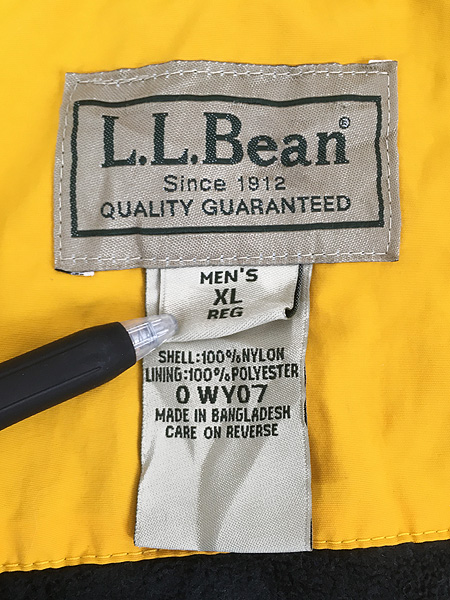 L.L.Bean®
Since 1912
QUALITY GUARANTEED
MEN'S
XL
REG
SHELL:100%NYLON
LINING:100%POLYESTER
0 WY07
MADE IN BANGLADESH
CARE ON REVERSE